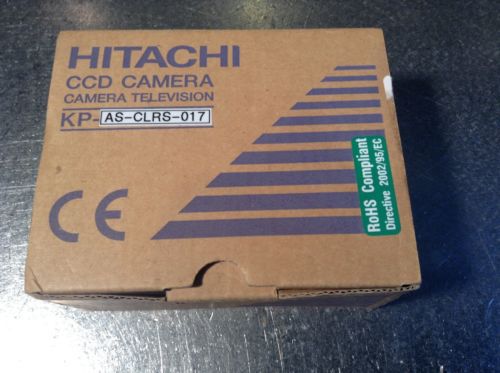 HITACHI
CCD CAMERA
CAMERA TELEVISION
KP-AS-CLRS-017
CE
RoHS Compliant
Directive 2002/95/EC